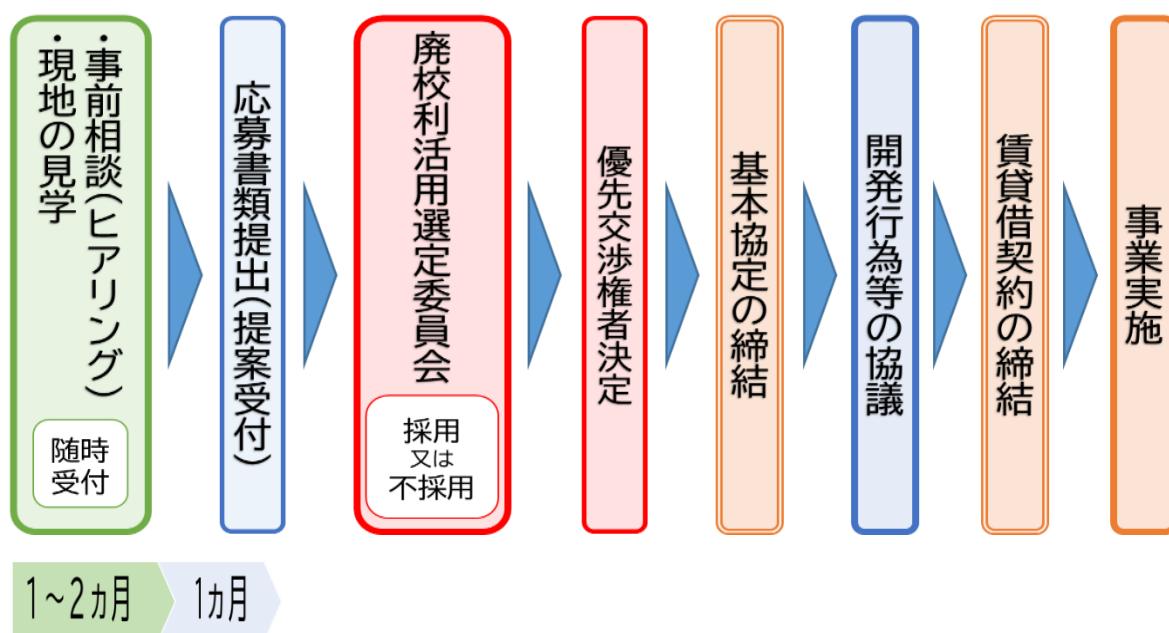 ・事前相談(ヒアリング)
・現地の見学
随時
受付
応募書類提出(提案受付)
廃校利活用選定委員会
採用
又は
不採用
優先交渉権者決定
基本協定の締結
開発行為等の協議
賃貸借契約の締結
事業実施
1~2ヵ月
1ヵ月